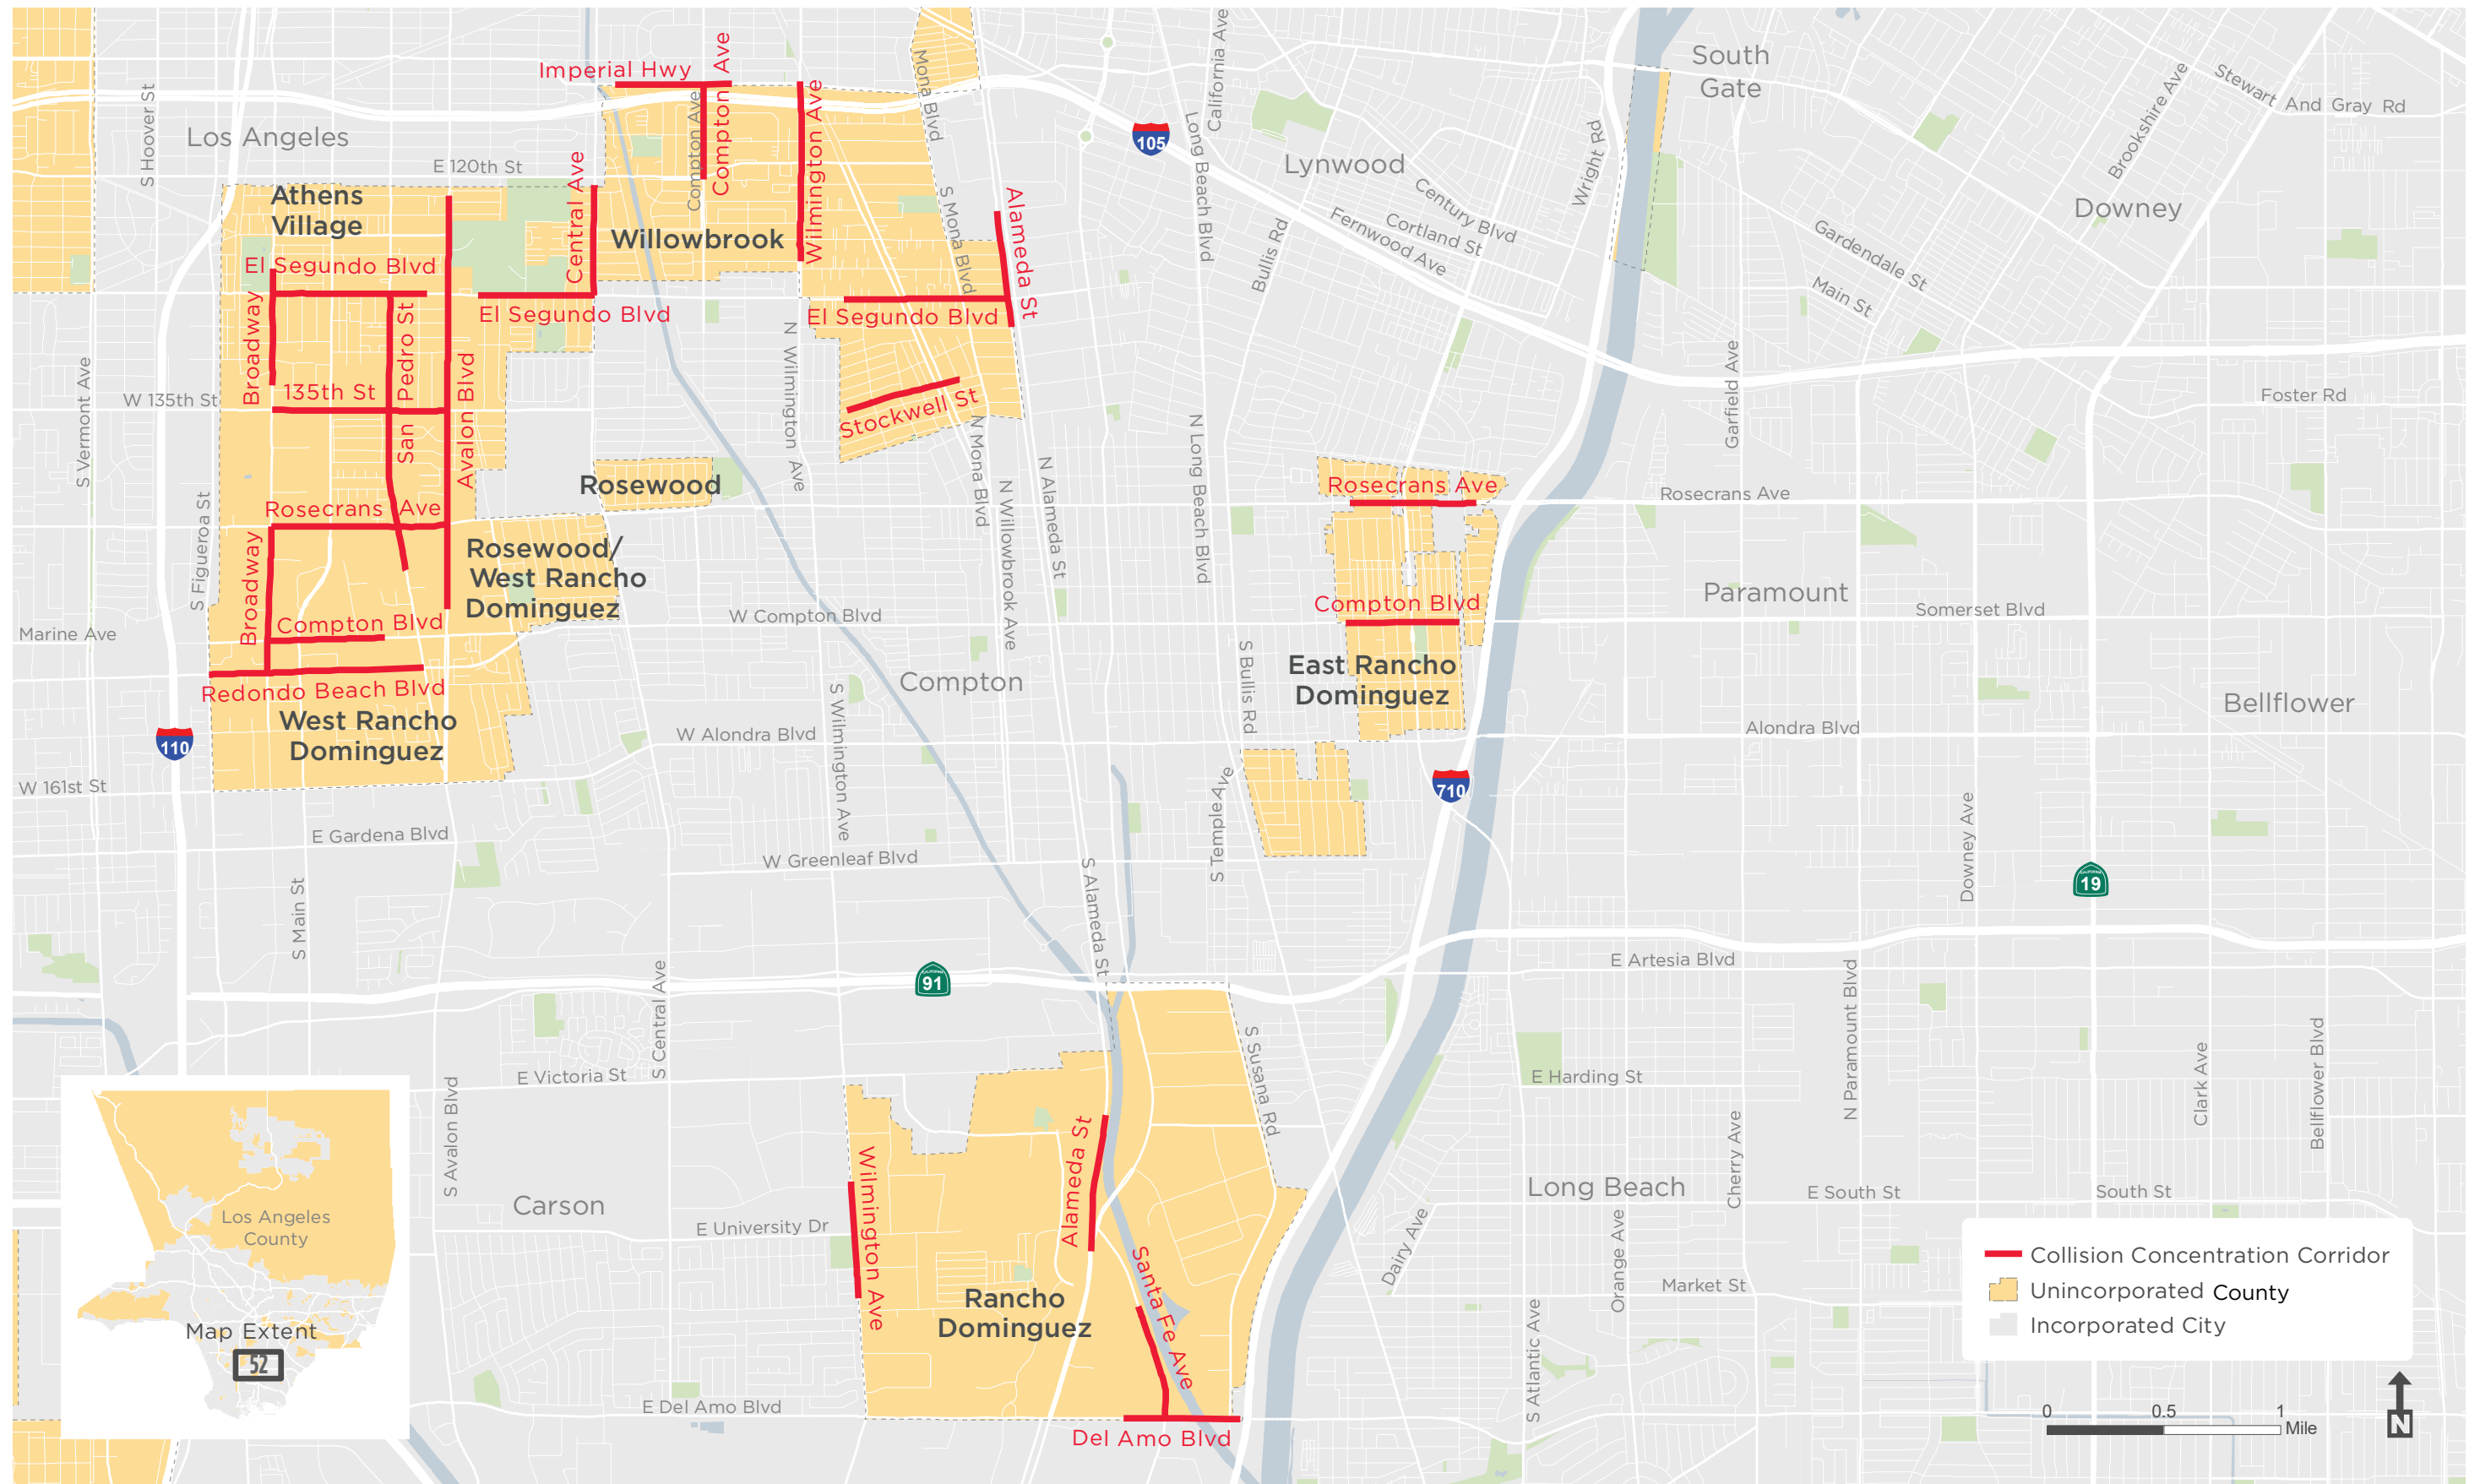 Imperial Hwy
Compton Ave
Compton Ave
Wilmington Ave
Mona Blvd
S Mona Blvd
California Ave
South
Gate
Stewart And Gray Rd
Brookshire Ave
S Hoover St
Los Angeles
E 120th St
105
Long Beach Blvd
Lynwood
Wright Rd
Century Blvd
Cortland St
Fernwood Ave
Bullis Rd
Downey
Gardendale St
Main St
Athens
Village
Central Ave
Willowbrook
Alameda St
El Segundo Blvd
El Segundo Blvd
El Segundo Blvd
Broadway
San Pedro St
Avalon Blvd
N Wilmington Ave
S Vermont Ave
W 135th St
135th St
Stockwell St
N Mona Blvd
N Willowbrook Ave
N Alameda St
N Long Beach Blvd
Garfield Ave
Foster Rd
Rosewood
Rosecrans Ave
Rosecrans Ave
Rosecrans Ave
S Figueroa St
Broadway
Rosewood/
West Rancho
Dominguez
Compton Blvd
W Compton Blvd
Compton Blvd
Paramount
Somerset Blvd
Marine Ave
Redondo Beach Blvd
West Rancho
Dominguez
Compton
East Rancho
Dominguez
S Bullis Rd
Bellflower
110
W Alondra Blvd
Alondra Blvd
S Wilmington Ave
W 161st St
710
S Temple Ave
Downey Ave
E Gardena Blvd
W Greenleaf Blvd
S Alameda St
19
S Main St
S Central Ave
91
E Artesia Blvd
N Paramount Blvd
S Susana Rd
E Victoria St
E Harding St
Clark Ave
Bellflower Blvd
S Avalon Blvd
Cherry Ave
Wilmington Ave
Alameda St
Carson
E University Dr
Long Beach
E South St
South St
Santa Fe Ave
Dairy Ave
Orange Ave
Market St
Rancho
Dominguez
S Atlantic Ave
E Del Amo Blvd
Del Amo Blvd
Los Angeles
County
Map Extent
52
Collision Concentration Corridor
Unincorporated County
Incorporated City
0 0.5 1
Mile
N